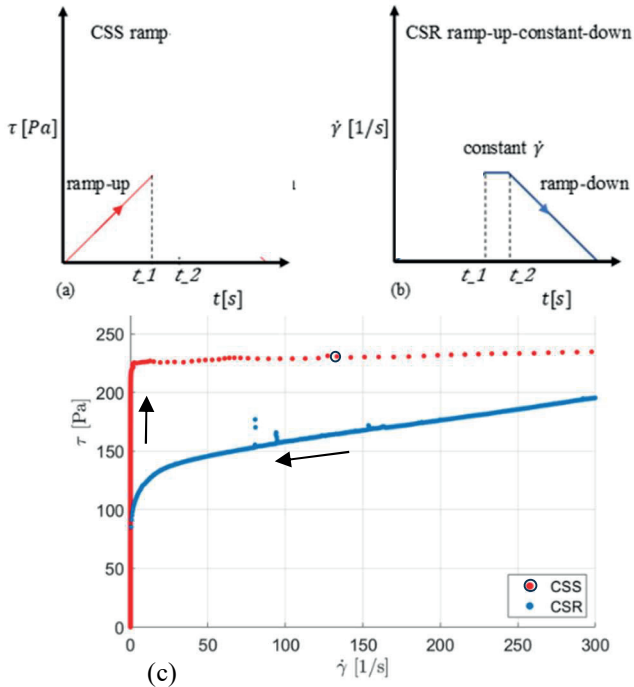 CSS ramp
τ [Pa]
ramp-up
t_1
t_2
(a)
t[s]
CSR ramp-up-constant-down
γ̇ [1/s]
constant γ̇
ramp-down
t_1
t_2
(b)
t[s]
250
200
150
100
50
0
τ [Pa]
0
50
100
150
200
250
300
γ̇ [1/s]
CSS
CSR
(c)